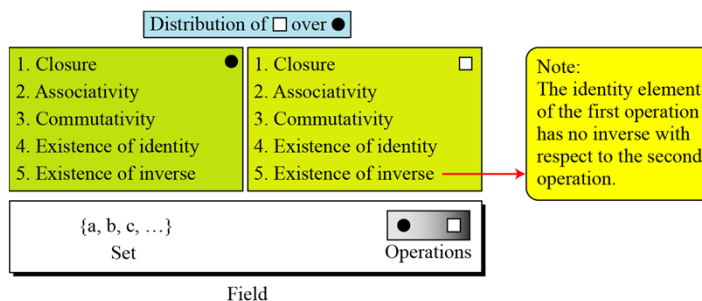 Distribution of □ over ●
1. Closure
2. Associativity
3. Commutativity
4. Existence of identity
5. Existence of inverse
1. Closure
2. Associativity
3. Commutativity
4. Existence of identity
5. Existence of inverse
Note:
The identity element
of the first operation
has no inverse with
respect to the second
operation.
{a, b, c, …}
Set
Operations
Field